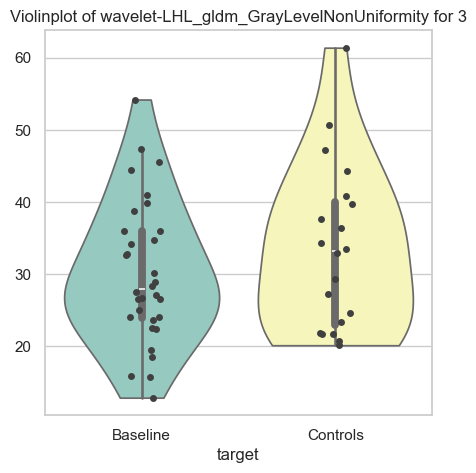 Violinplot of wavelet-LHL_gldm_GrayLevelNonUniformity for 3
60
50
40
30
20
Baseline
Controls
target